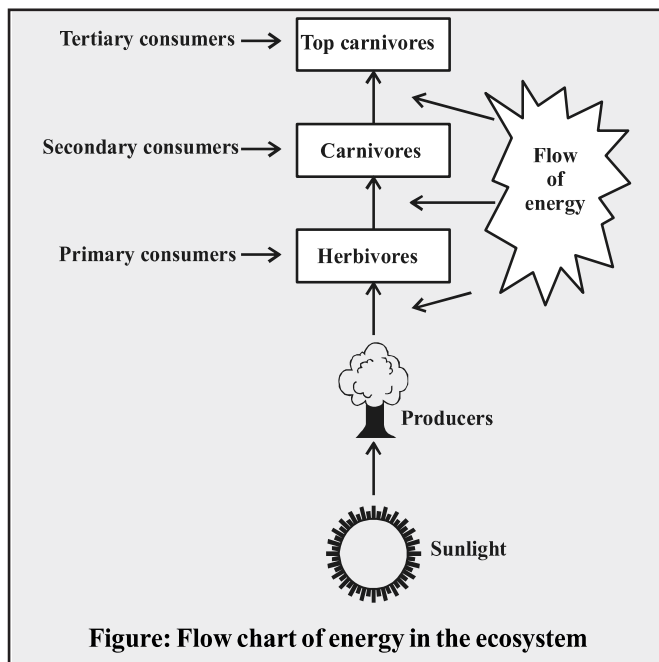 Tertiary consumers
Top carnivores
Secondary consumers
Carnivores
Flow
of
energy
Primary consumers
Herbivores
Producers
Sunlight
Figure: Flow chart of energy in the ecosystem